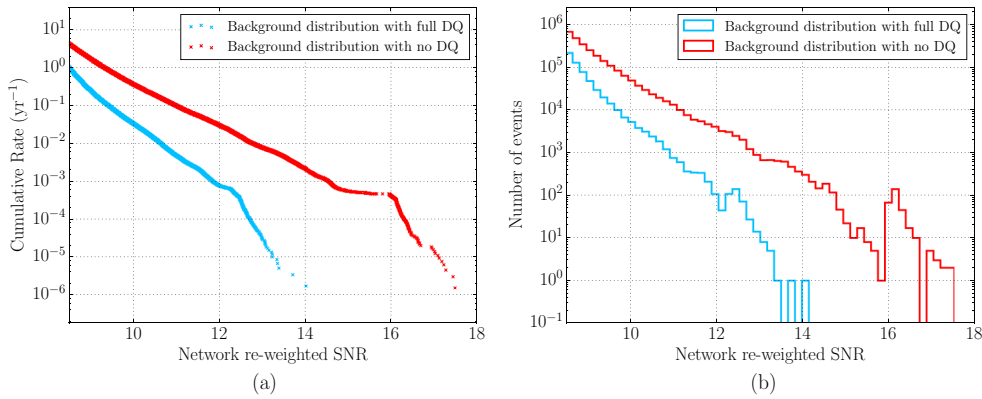 Background distribution with full DQ
Background distribution with no DQ
Cumulative Rate (yr⁻¹)
10¹
10⁰
10⁻¹
10⁻²
10⁻³
10⁻⁴
10⁻⁵
10⁻⁶
10 12 14 16 18
Network re-weighted SNR
(a)
Background distribution with full DQ
Background distribution with no DQ
Number of events
10⁶
10⁵
10⁴
10³
10²
10¹
10⁰
10⁻¹
10 12 14 16 18
Network re-weighted SNR
(b)